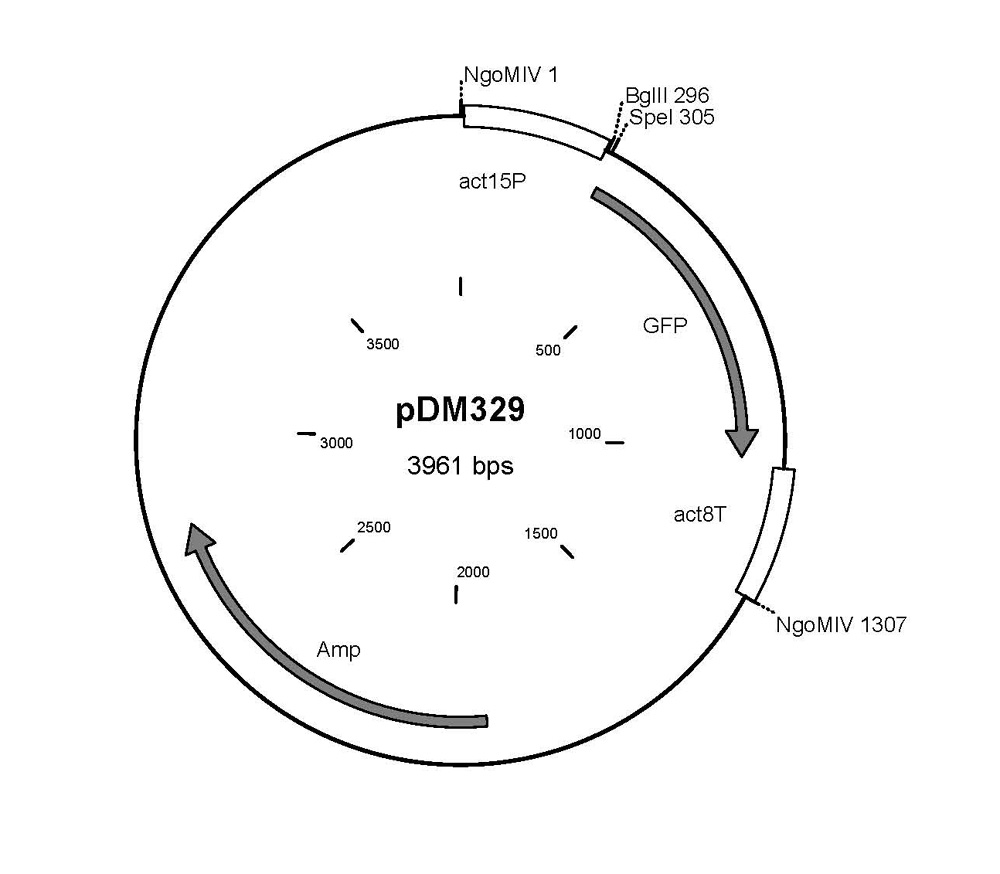 NgoMIV 1
BglII 296
SpeI 305
act15P
GFP
3500
500
pDM329
3000
1000
3961 bps
act8T
2500
1500
2000
NgoMIV 1307
Amp